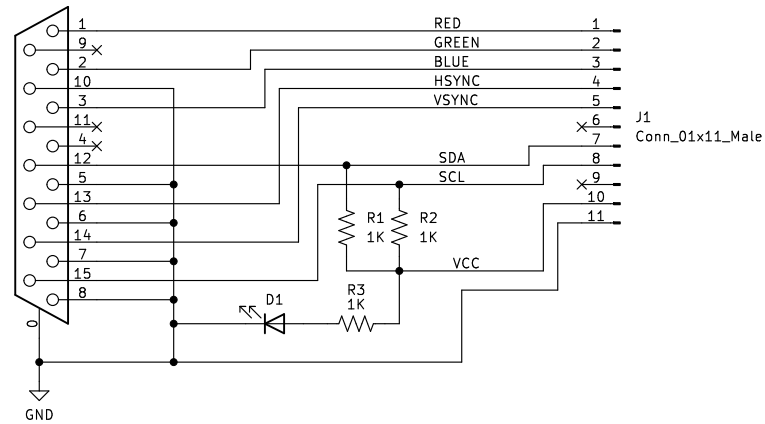 1 RED 1
9 GREEN 2
2 BLUE 3
10 HSYNC 4
3 VSYNC 5
J1
11 6
Conn_01x11_Male
4 7
12 SDA 8
5 SCL 9
13 10
6 R1 R2 11
14 1K 1K
7 VCC
15
8 D1 R3
1K
0
GND